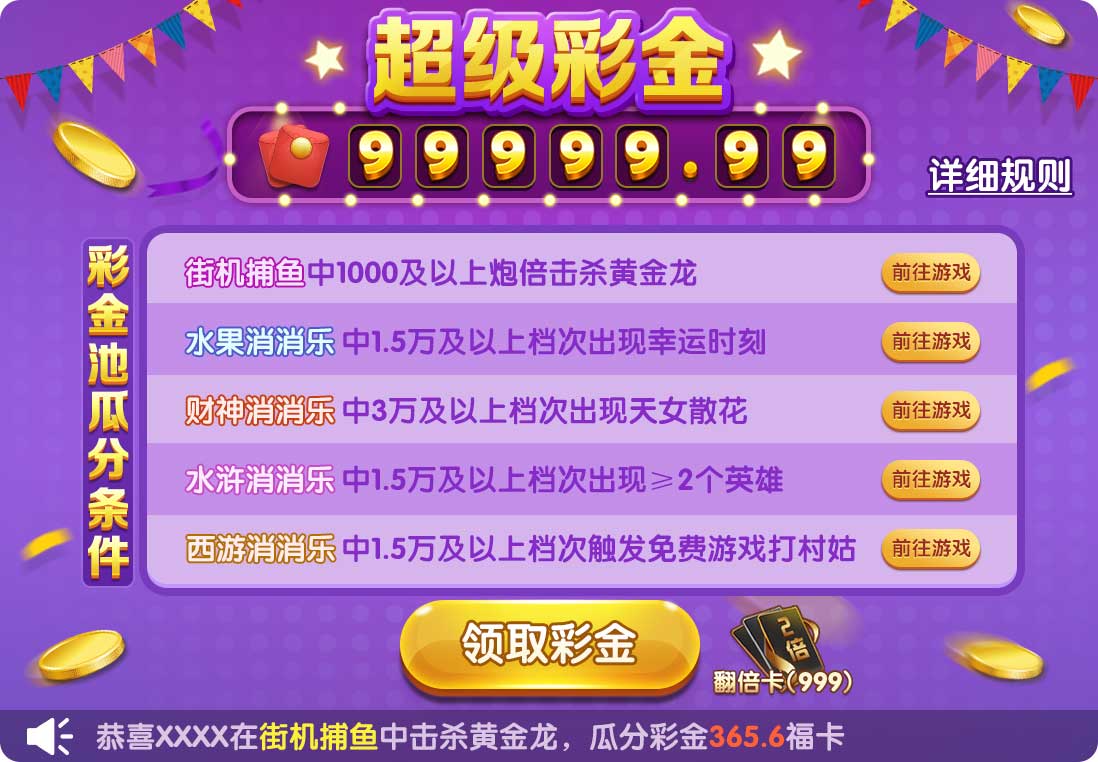 超级彩金
99999.99
详细规则
彩金池瓜分条件
街机捕鱼中1000及以上炮倍击杀黄金龙 前往游戏
水果消消乐 中1.5万及以上档次出现幸运时刻 前往游戏
财神消消乐 中3万及以上档次出现天女散花 前往游戏
水浒消消乐 中1.5万及以上档次出现≥2个英雄 前往游戏
西游消消乐 中1.5万及以上档次触发免费游戏打村姑 前往游戏
领取彩金
2倍
翻倍卡(999)
恭喜XXXX在街机捕鱼中击杀黄金龙，瓜分彩金365.6福卡